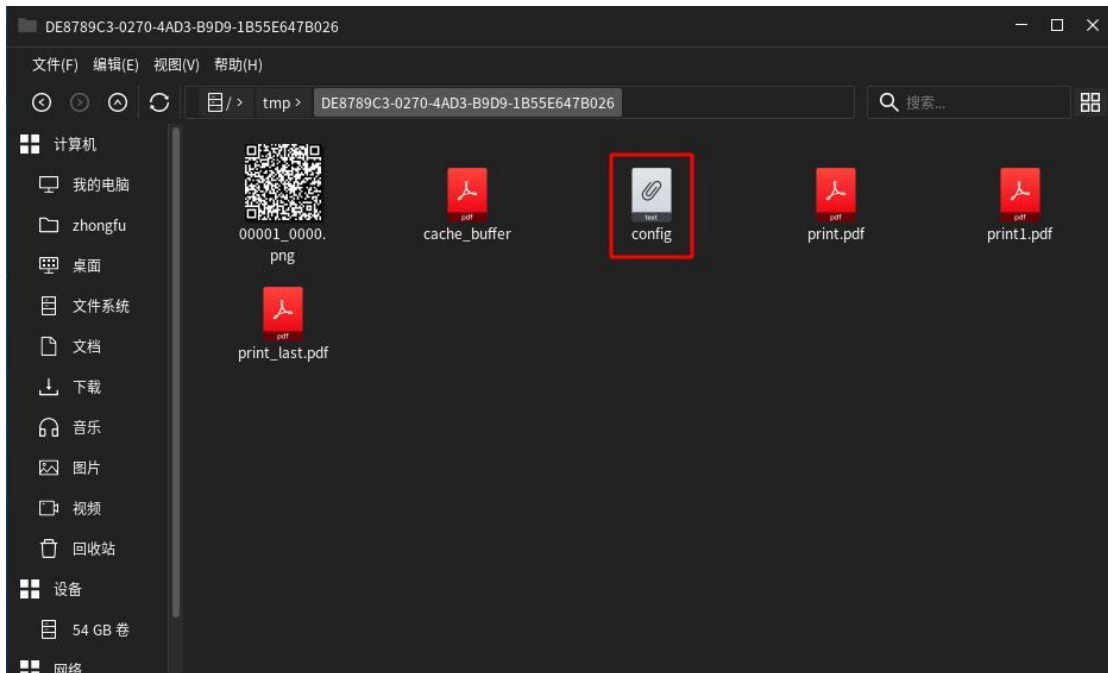 DE8789C3-0270-4AD3-B9D9-1B55E647B026
文件(F) 编辑(E) 视图(V) 帮助(H)
/ > tmp > DE8789C3-0270-4AD3-B9D9-1B55E647B026 搜索...
计算机
我的电脑
zhongfu
桌面
文件系统
文档
下载
音乐
图片
视频
回收站
设备
54 GB 卷
网络
00001_0000.
png
pdf
cache_buffer
text
config
pdf
print.pdf
pdf
print1.pdf
pdf
print_last.pdf